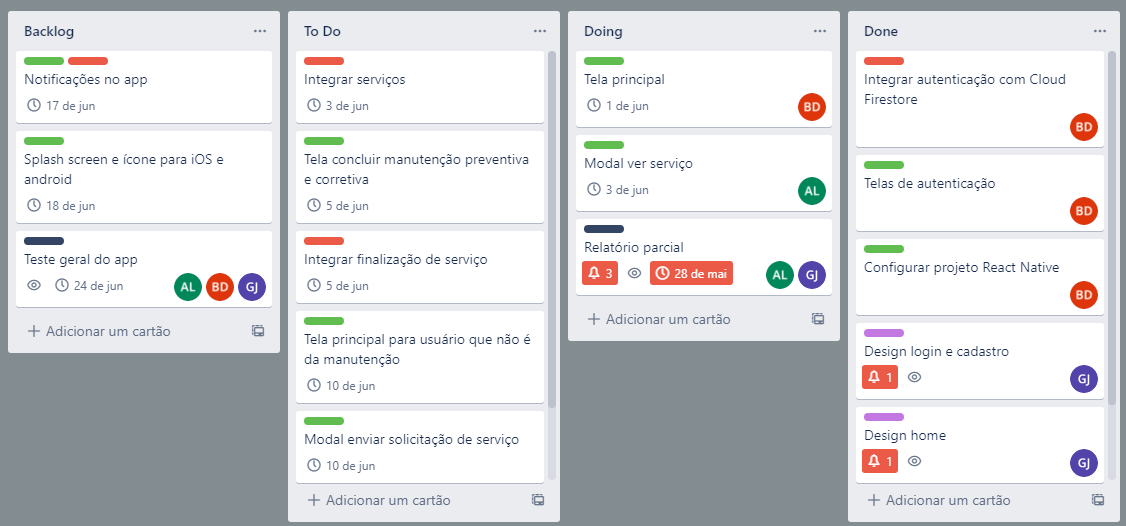 Backlog
Notificações no app
17 de jun
Splash screen e ícone para iOS e
android
18 de jun
Teste geral do app
24 de jun
AL BD GJ
Adicionar um cartão
To Do
Integrar serviços
3 de jun
Tela concluir manutenção preventiva
e corretiva
5 de jun
Integrar finalização de serviço
5 de jun
Tela principal para usuário que não é
da manutenção
10 de jun
Modal enviar solicitação de serviço
10 de jun
Adicionar um cartão
Doing
Tela principal
1 de jun
BD
Modal ver serviço
3 de jun
AL
Relatório parcial
3
28 de mai
AL GJ
Adicionar um cartão
Done
Integrar autenticação com Cloud
Firestore
BD
Telas de autenticação
BD
Configurar projeto React Native
BD
Design login e cadastro
1
GJ
Design home
1
GJ
Adicionar um cartão